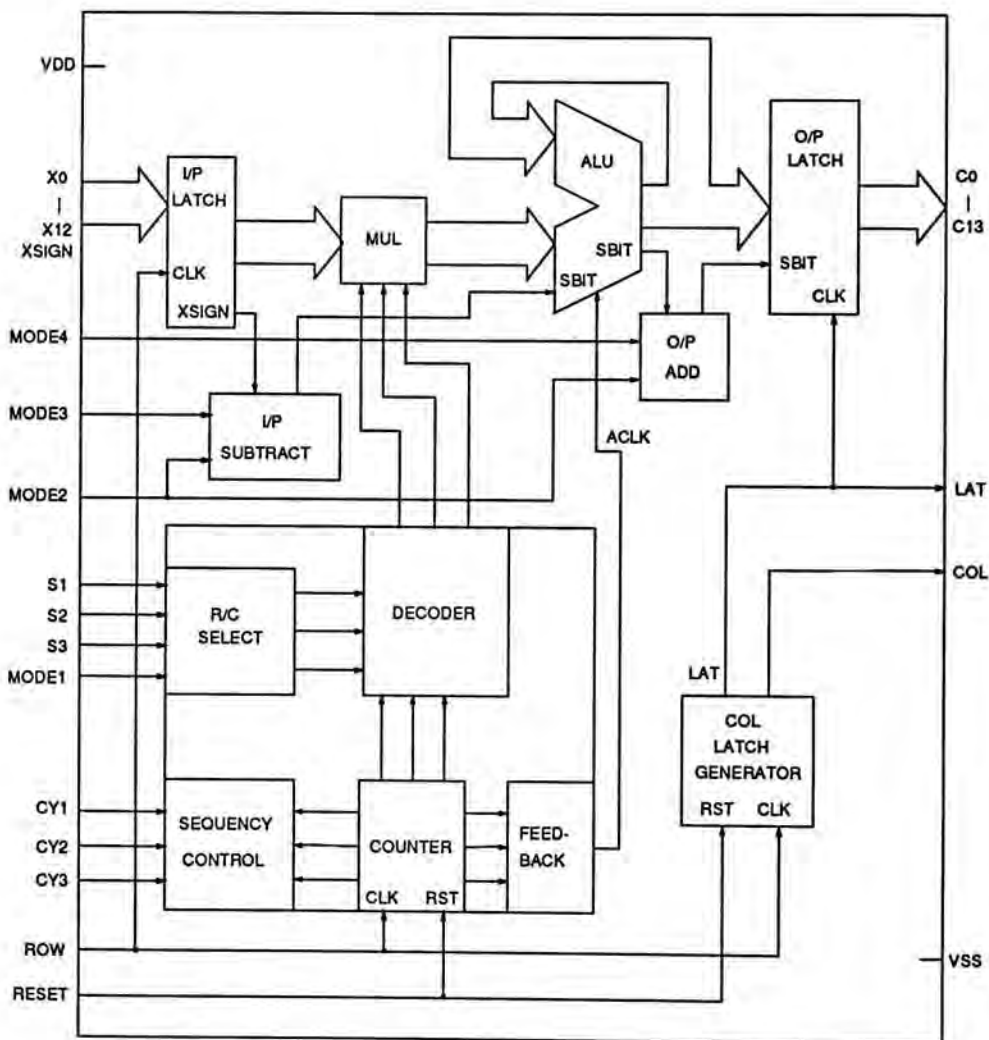 VDD
X0
|
X12
XSIGN
I/P
LATCH
CLK
XSIGN
MUL
ALU
SBIT
SBIT
O/P
LATCH
SBIT
CLK
C0
|
C13
MODE4
MODE3
MODE2
I/P
SUBTRACT
O/P
ADD
ACLK
LAT
COL
S1
S2
S3
MODE1
R/C
SELECT
DECODER
LAT
COL
LATCH
GENERATOR
RST CLK
CY1
CY2
CY3
SEQUENCY
CONTROL
COUNTER
CLK RST
FEED-
BACK
ROW
RESET
VSS